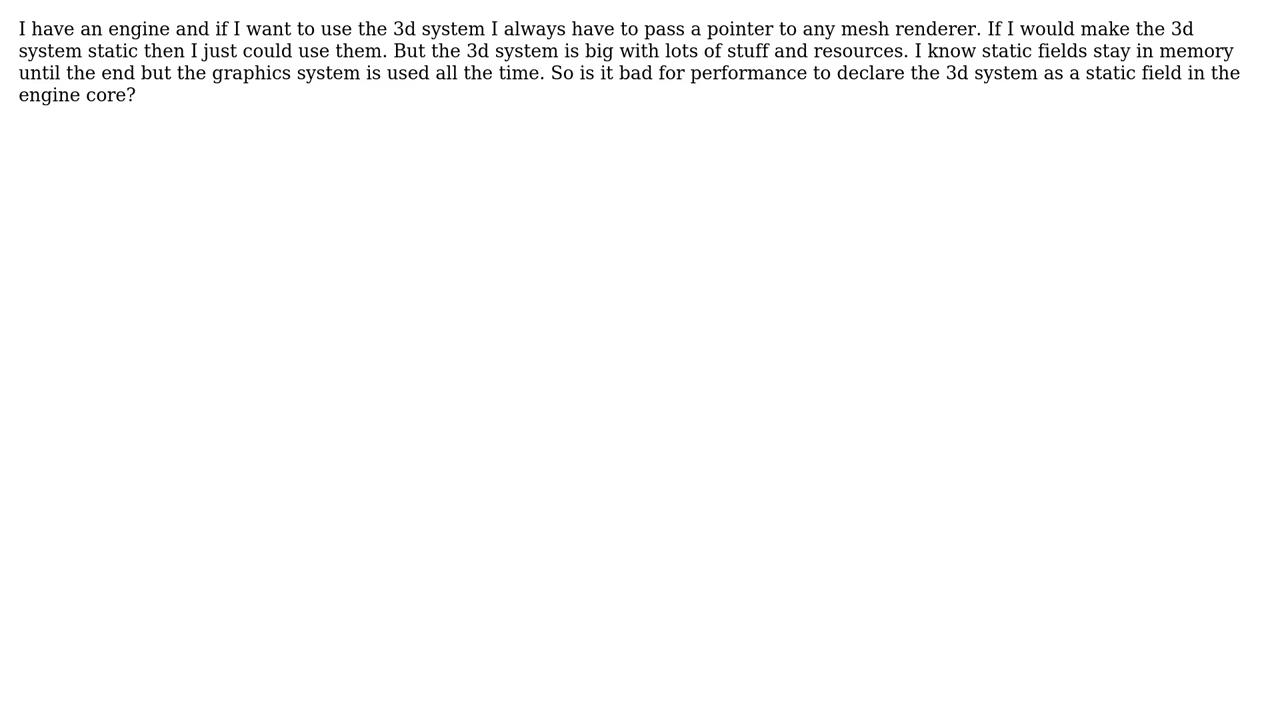 I have an engine and if I want to use the 3d system I always have to pass a pointer to any mesh renderer. If I would make the 3d
system static then I just could use them. But the 3d system is big with lots of stuff and resources. I know static fields stay in memory
until the end but the graphics system is used all the time. So is it bad for performance to declare the 3d system as a static field in the
engine core?